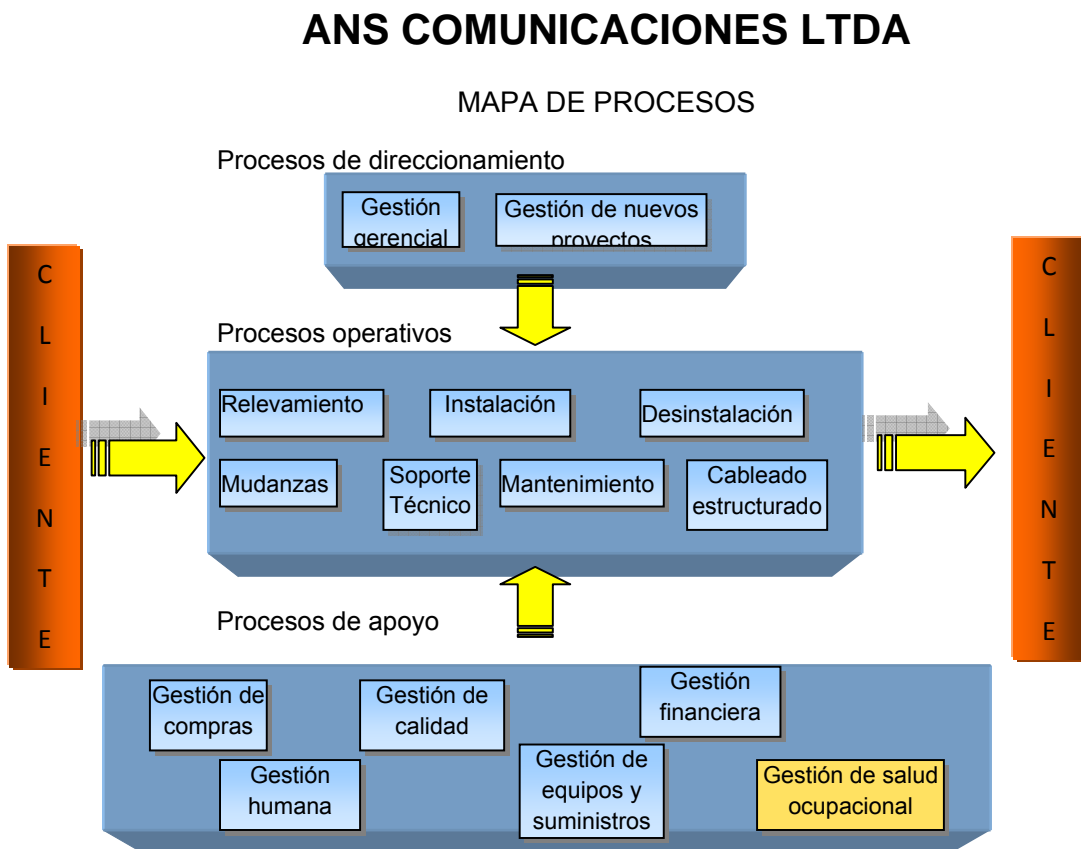 ANS COMUNICACIONES LTDA
MAPA DE PROCESOS
Procesos de direccionamiento
Gestión
gerencial
Gestión de nuevos
proyectos
C
L
I
E
N
T
E
Procesos operativos
Relevamiento
Instalación
Desinstalación
Mudanzas
Soporte
Técnico
Mantenimiento
Cableado
estructurado
C
L
I
E
N
T
E
Procesos de apoyo
Gestión de
compras
Gestión de
calidad
Gestión
financiera
Gestión
humana
Gestión de
equipos y
suministros
Gestión de salud
ocupacional